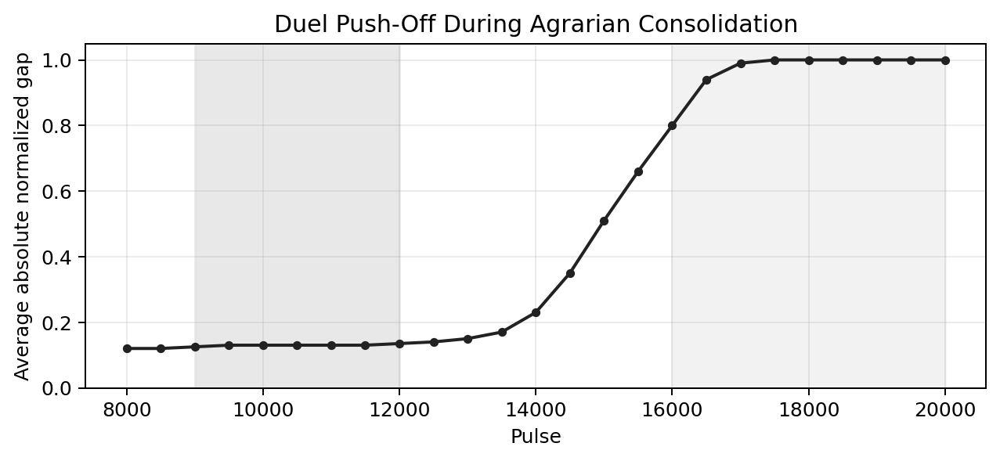 Duel Push-Off During Agrarian Consolidation
Average absolute normalized gap
1.0
0.8
0.6
0.4
0.2
0.0
8000 10000 12000 14000 16000 18000 20000
Pulse